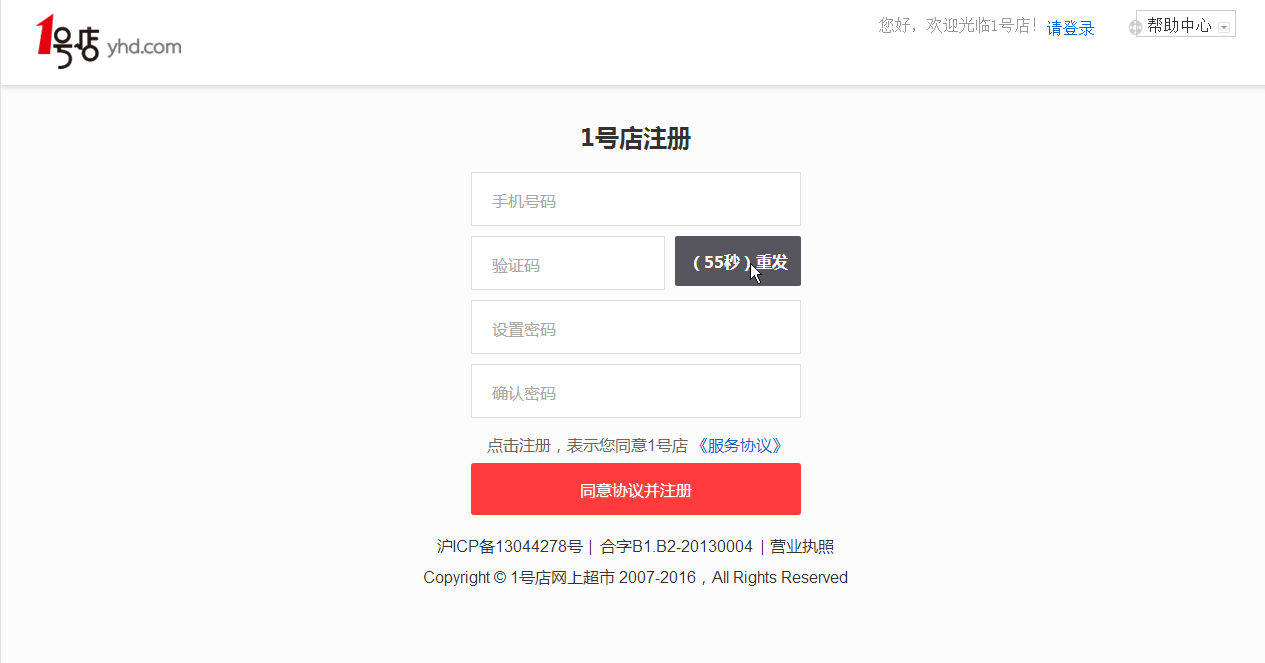 1号店 yhd.com
您好，欢迎光临1号店！ 请登录 帮助中心
1号店注册
手机号码
验证码 （55秒）重发
设置密码
确认密码
点击注册，表示您同意1号店《服务协议》
同意协议并注册
沪ICP备13044278号 | 合字B1.B2-20130004 | 营业执照
Copyright © 1号店网上超市 2007-2016，All Rights Reserved